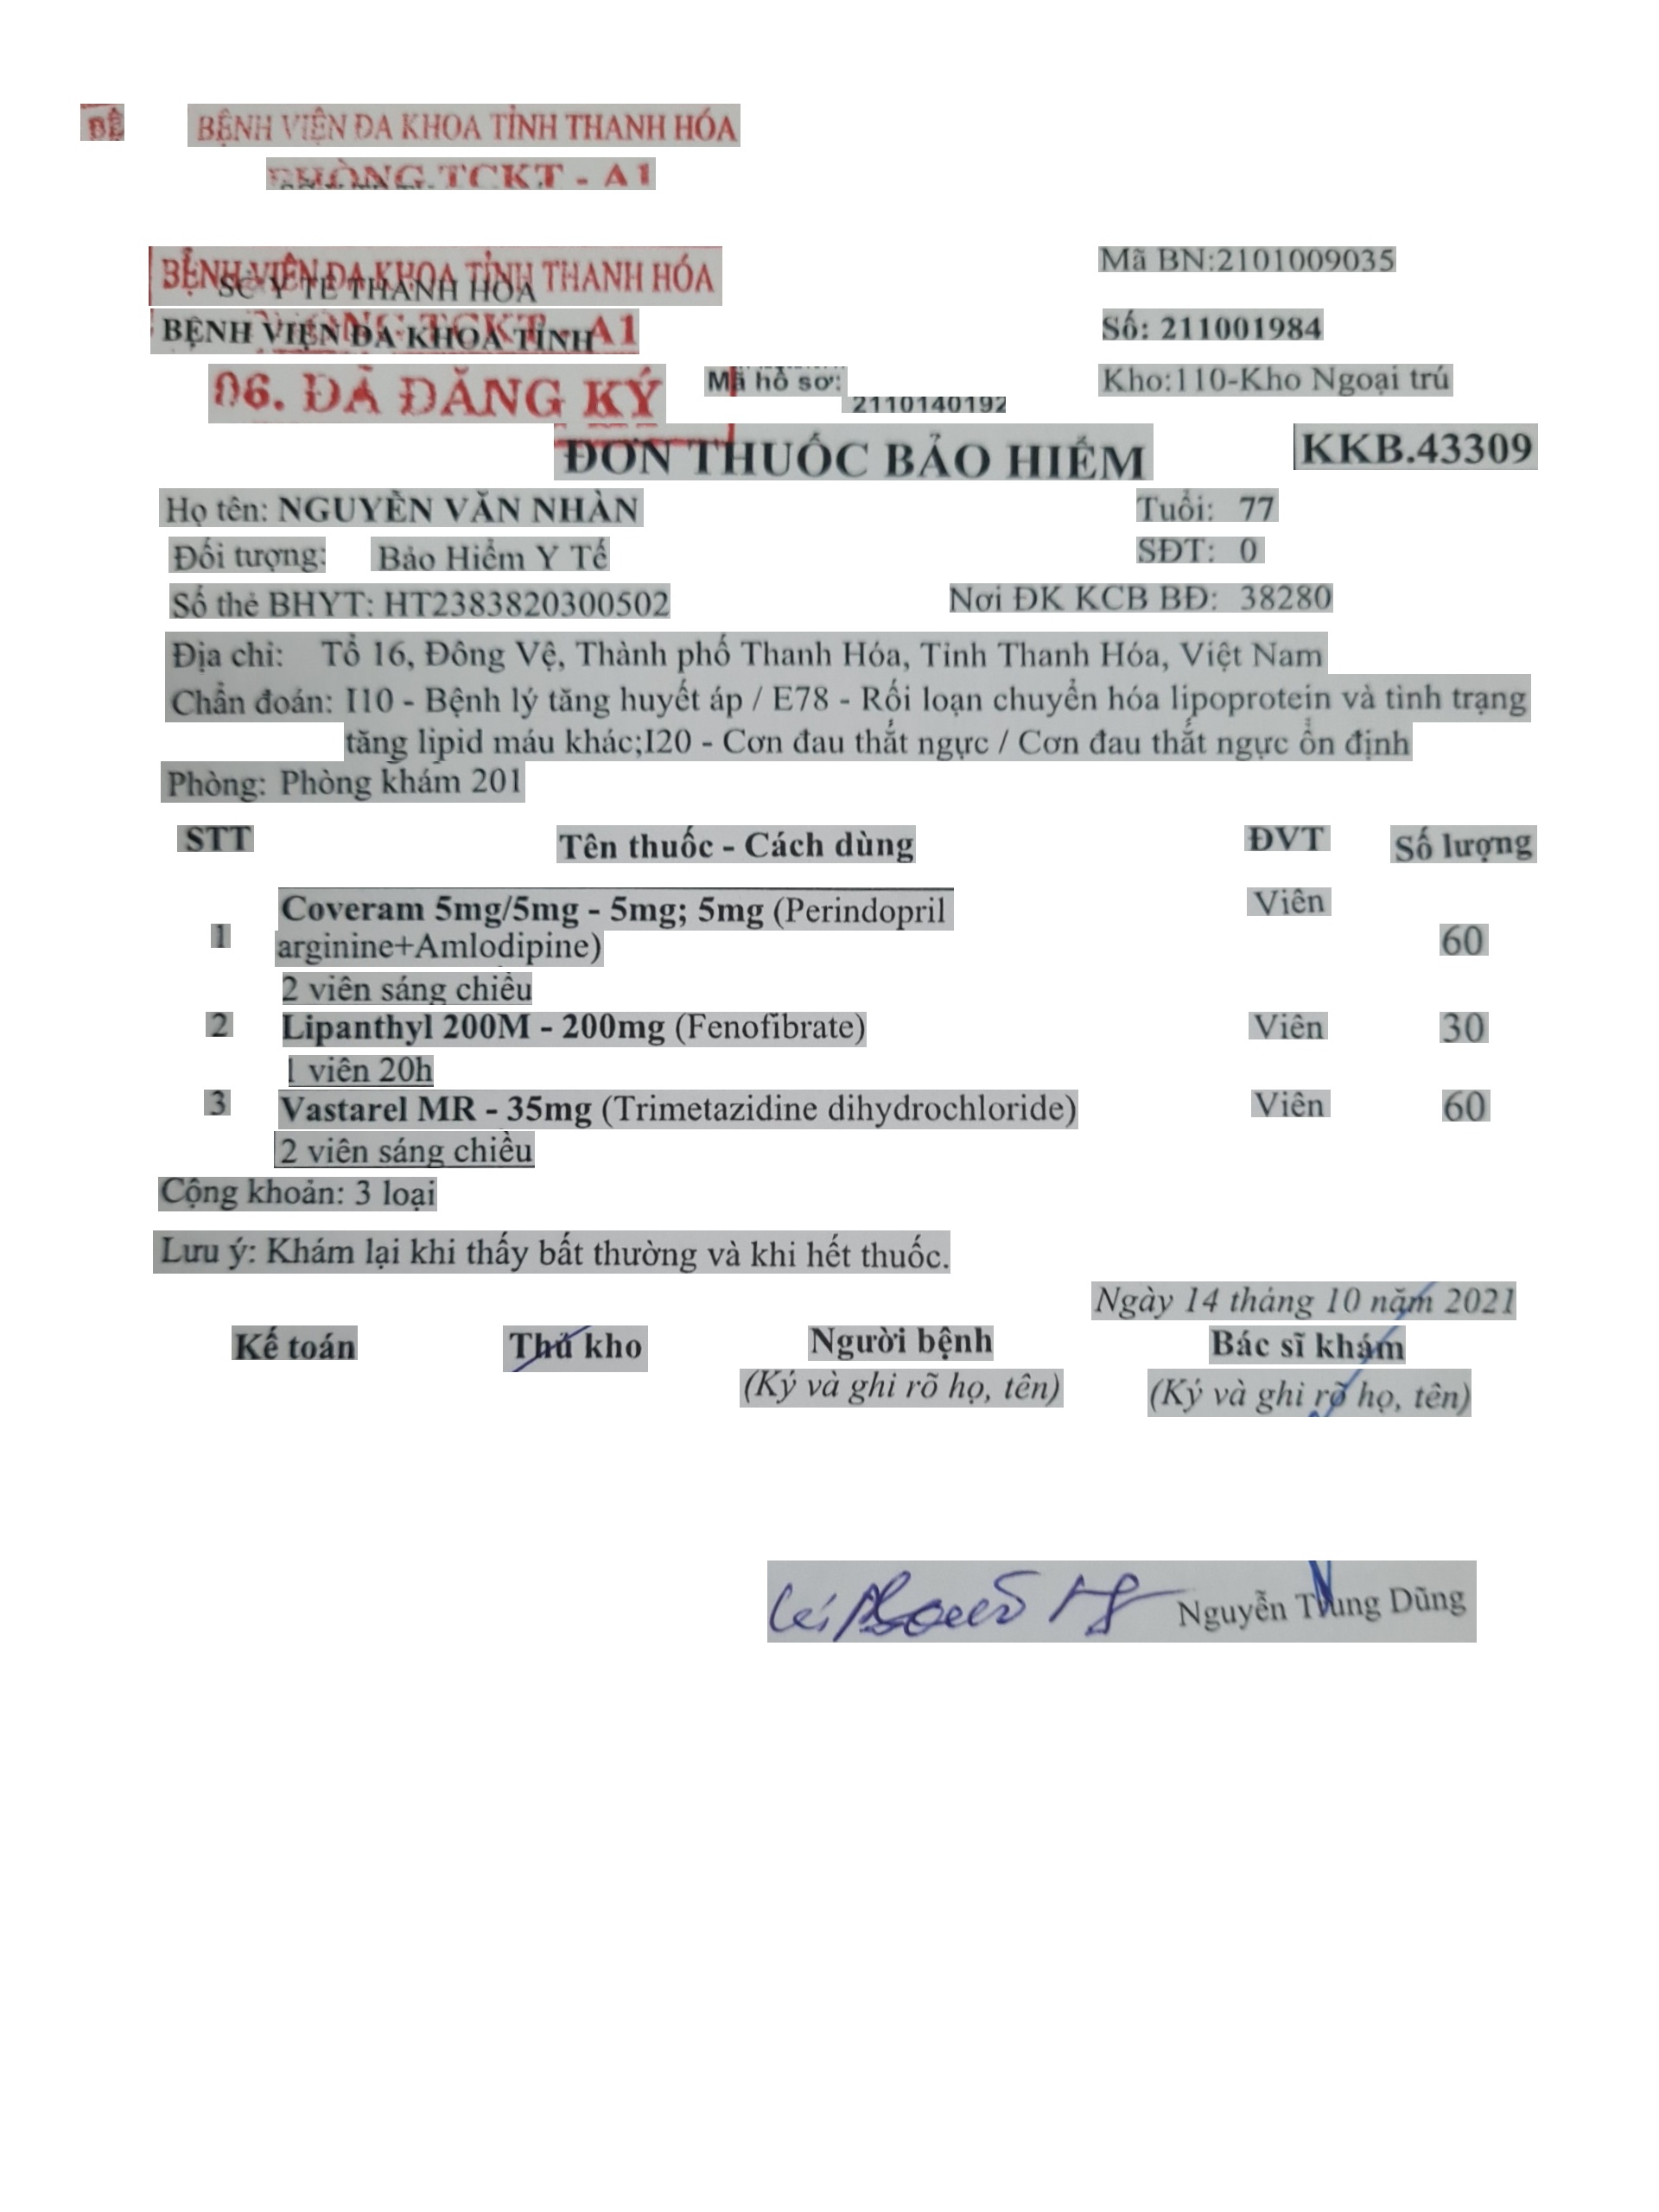 BỆ BỆNH VIỆN ĐA KHOA TỈNH THANH HÓA
PHÒNG TCKT - A1
BỆNH VIỆN ĐA KHOA TỈNH THANH HÓA
SỞ Y TẾ THANH HÓA
Mã BN:2101009035
BỆNH VIỆN ĐA KHOA TỈNH
A1
Số: 211001984
06. ĐÃ ĐĂNG KÝ
Mã hồ sơ:
Kho:110-Kho Ngoại trú
2110140192
ĐƠN THUỐC BẢO HIỂM
KKB.43309
Họ tên: NGUYỄN VĂN NHÀN
Tuổi: 77
Đối tượng: Bảo Hiểm Y Tế
SĐT: 0
Số thẻ BHYT: HT2383820300502
Nơi ĐK KCB BĐ: 38280
Địa chỉ: Tổ 16, Đông Vệ, Thành phố Thanh Hóa, Tỉnh Thanh Hóa, Việt Nam
Chẩn đoán: I10 - Bệnh lý tăng huyết áp / E78 - Rối loạn chuyển hóa lipoprotein và tình trạng
tăng lipid máu khác;I20 - Cơn đau thắt ngực / Cơn đau thắt ngực ổn định
Phòng: Phòng khám 201
STT Tên thuốc - Cách dùng ĐVT Số lượng
Coveram 5mg/5mg - 5mg; 5mg (Perindopril Viên
1 arginine+Amlodipine) 60
2 viên sáng chiều
2 Lipanthyl 200M - 200mg (Fenofibrate) Viên 30
1 viên 20h
3 Vastarel MR - 35mg (Trimetazidine dihydrochloride) Viên 60
2 viên sáng chiều
Cộng khoản: 3 loại
Lưu ý: Khám lại khi thấy bất thường và khi hết thuốc.
Ngày 14 tháng 10 năm 2021
Kế toán Thủ kho Người bệnh Bác sĩ khám
(Ký và ghi rõ họ, tên) (Ký và ghi rõ họ, tên)
Nguyễn Trung Dũng